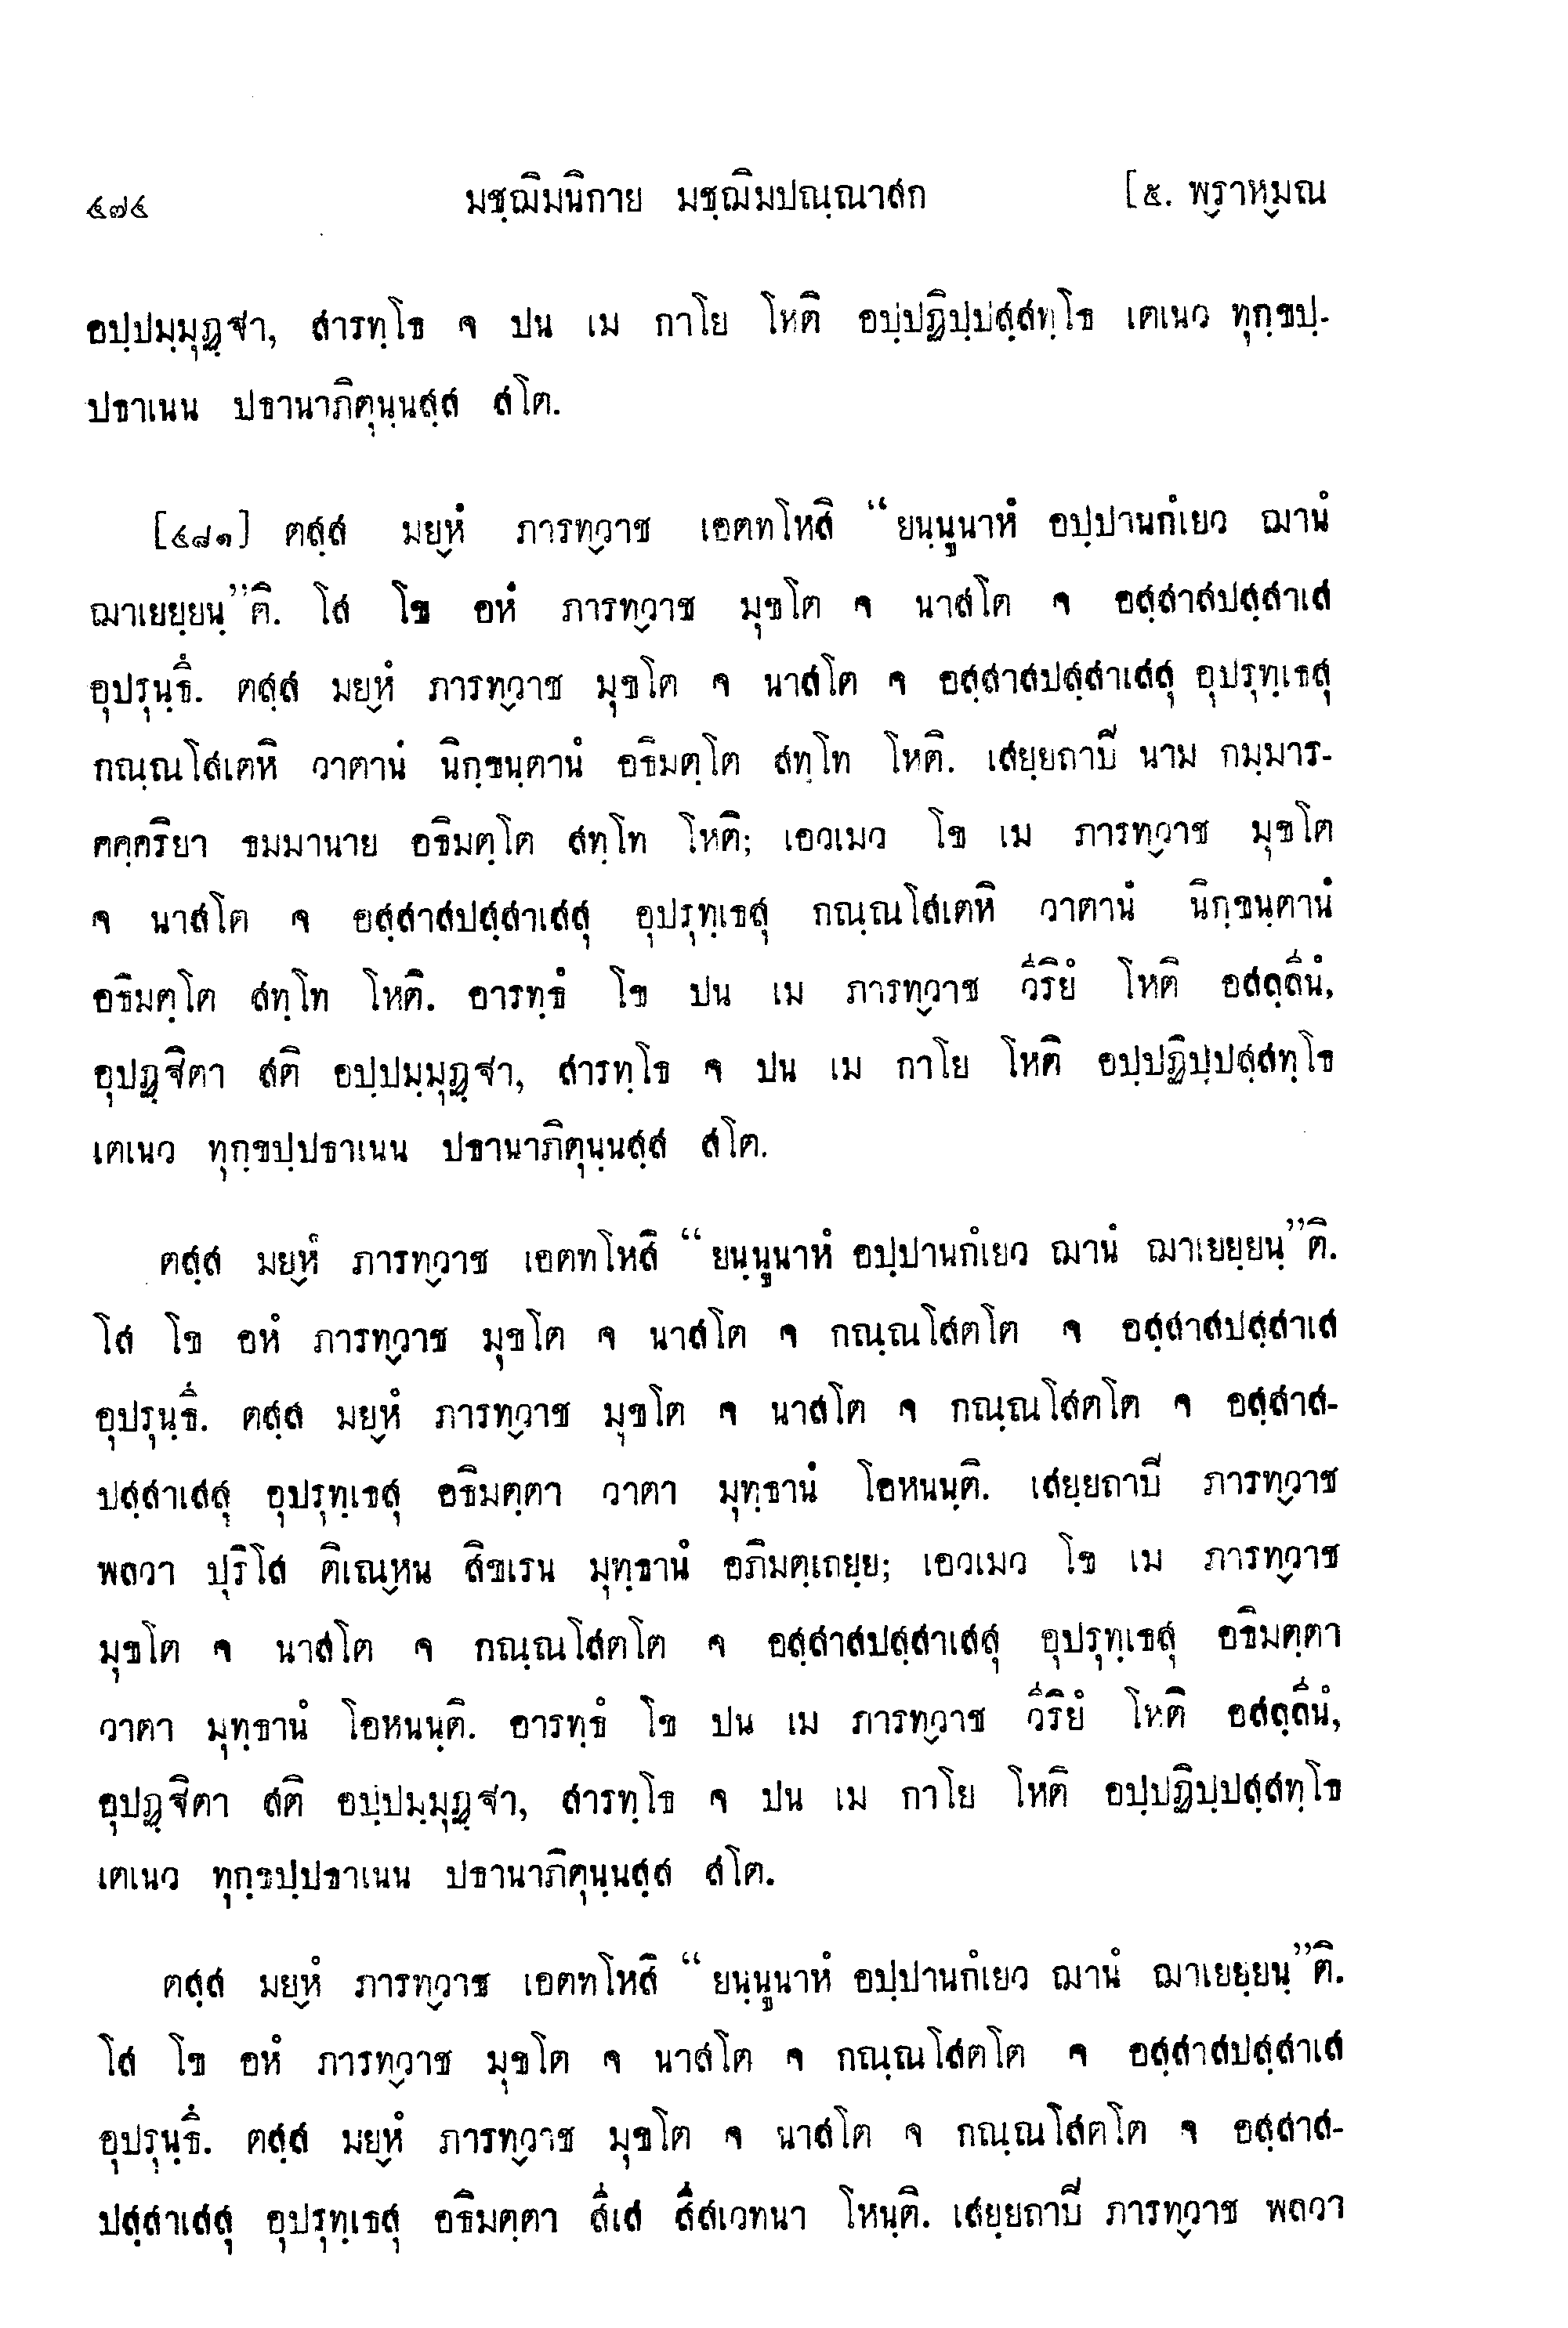 ๔๗๔ มชฺฌิมนิกาย มชฺฌิมปณฺณาสก [๕. พฺราหฺมณ
อปฺปมฺมุฏฺฐา, สารทฺโธ จ ปน เม กาโย โหติ อปฺปฏิปฺปสฺสทฺโธ เตเนว ทุกฺขปฺ-
ปธาเนน ปธานาภิตุนฺนสฺส สโต.
[๔๘๑] ตสฺส มยฺหํ ภารทฺวาช เอตทโหสิ “ยนฺนูนาหํ อปฺปานกํเยว ฌานํ
ฌาเยยฺยนฺ”ติ. โส โข อหํ ภารทฺวาช มุขโต จ นาสโต จ อสฺสาสปสฺสาเส
อุปรุนฺธึ. ตสฺส มยฺหํ ภารทฺวาช มุขโต จ นาสโต จ อสฺสาสปสฺสาเสสุ อุปรุทฺเธสุ
กณฺณโสเตหิ วาตานํ นิกฺขนฺตานํ อธิมตฺโต สทฺโท โหติ. เสยฺยถาปิ นาม กมฺมาร-
คคฺคริยา ธมมานาย อธิมตฺโต สทฺโท โหติ; เอวเมว โข เม ภารทฺวาช มุขโต
จ นาสโต จ อสฺสาสปสฺสาเสสุ อุปรุทฺเธสุ กณฺณโสเตหิ วาตานํ นิกฺขนฺตานํ
อธิมตฺโต สทฺโท โหติ. อารทฺธํ โข ปน เม ภารทฺวาช วีริยํ โหติ อสลฺลีนํ,
อุปฏฺฐิตา สติ อปฺปมฺมุฏฺฐา, สารทฺโธ จ ปน เม กาโย โหติ อปฺปฏิปฺปสฺสทฺโธ
เตเนว ทุกฺขปฺปธาเนน ปธานาภิตุนฺนสฺส สโต.
ตสฺส มยฺหํ ภารทฺวาช เอตทโหสิ “ยนฺนูนาหํ อปฺปานกํเยว ฌานํ ฌาเยยฺยนฺ”ติ.
โส โข อหํ ภารทฺวาช มุขโต จ นาสโต จ กณฺณโสตโต จ อสฺสาสปสฺสาเส
อุปรุนฺธึ. ตสฺส มยฺหํ ภารทฺวาช มุขโต จ นาสโต จ กณฺณโสตโต จ อสฺสาส-
ปสฺสาเสสุ อุปรุทฺเธสุ อธิมตฺตา วาตา มุทฺธานํ โอหนนฺติ. เสยฺยถาปิ ภารทฺวาช
พลวา ปุริโส ติเณฺหน สิขเรน มุทฺธานํ อภิมตฺเถยฺย; เอวเมว โข เม ภารทฺวาช
มุขโต จ นาสโต จ กณฺณโสตโต จ อสฺสาสปสฺสาเสสุ อุปรุทฺเธสุ อธิมตฺตา
วาตา มุทฺธานํ โอหนนฺติ. อารทฺธํ โข ปน เม ภารทฺวาช วีริยํ โหติ อสลฺลีนํ,
อุปฏฺฐิตา สติ อปฺปมฺมุฏฺฐา, สารทฺโธ จ ปน เม กาโย โหติ อปฺปฏิปฺปสฺสทฺโธ
เตเนว ทุกฺขปฺปธาเนน ปธานาภิตุนฺนสฺส สโต.
ตสฺส มยฺหํ ภารทฺวาช เอตทโหสิ “ยนฺนูนาหํ อปฺปานกํเยว ฌานํ ฌาเยยฺยนฺ”ติ.
โส โข อหํ ภารทฺวาช มุขโต จ นาสโต จ กณฺณโสตโต จ อสฺสาสปสฺสาเส
อุปรุนฺธึ. ตสฺส มยฺหํ ภารทฺวาช มุขโต จ นาสโต จ กณฺณโสตโต จ อสฺสาส-
ปสฺสาเสสุ อุปรุทฺเธสุ อธิมตฺตา สีเส สีสเวทนา โหนฺติ. เสยฺยถาปิ ภารทฺวาช พลวา